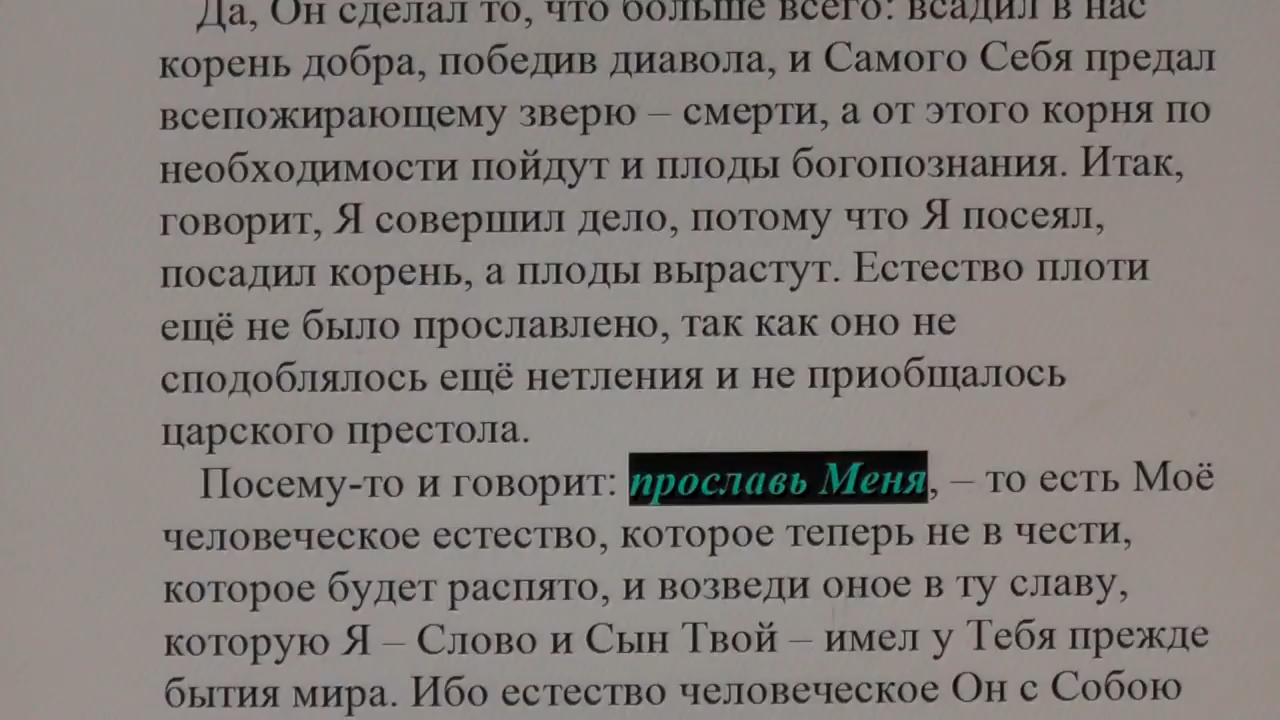 Да, Он сделал то, что больше всего: всадил в нас
корень добра, победив диавола, и Самого Себя предал
всепожирающему зверю – смерти, а от этого корня по
необходимости пойдут и плоды богопознания. Итак,
говорит, Я совершил дело, потому что Я посеял,
посадил корень, а плоды вырастут. Естество плоти
ещё не было прославлено, так как оно не
сподоблялось ещё нетления и не приобщалось
царского престола.
Посему-то и говорит: прославь Меня, – то есть Моё
человеческое естество, которое теперь не в чести,
которое будет распято, и возведи оное в ту славу,
которую Я – Слово и Сын Твой – имел у Тебя прежде
бытия мира. Ибо естество человеческое Он с Собою